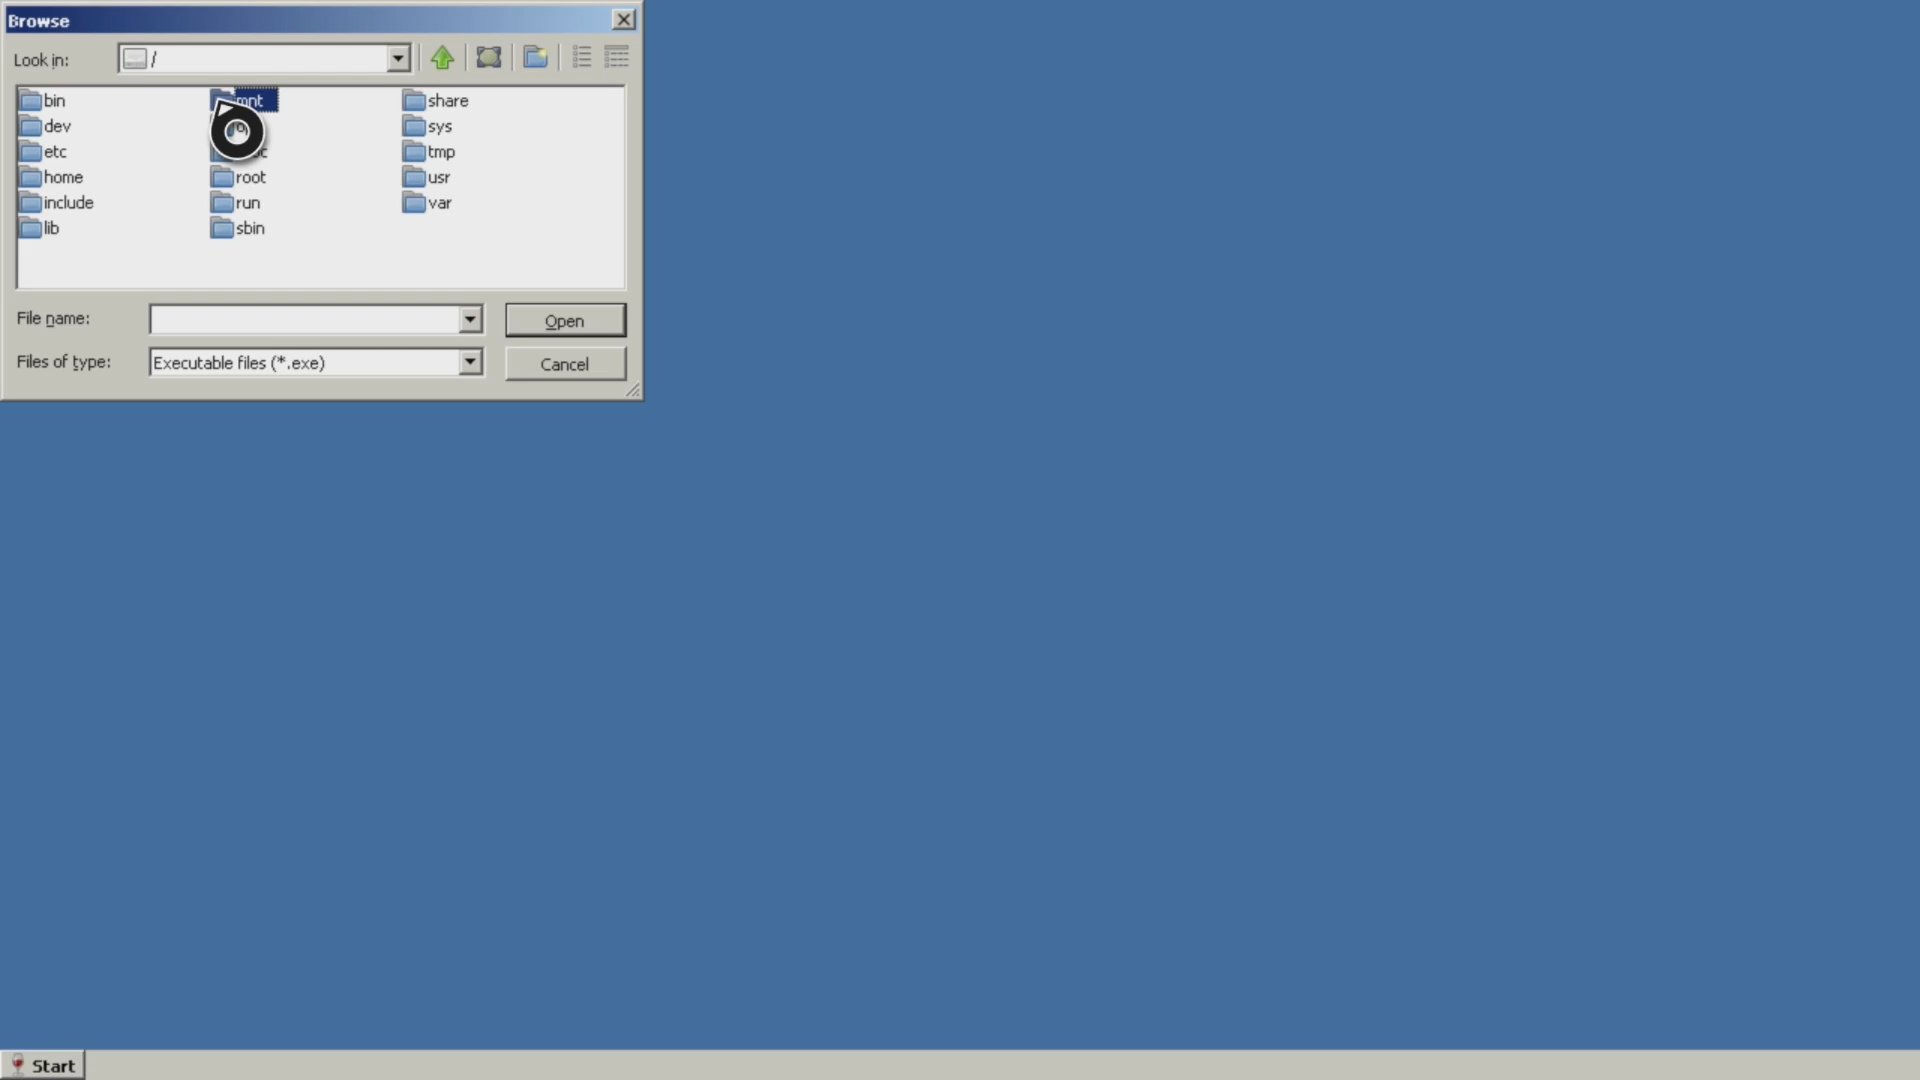 Browse
Look in: /
bin mnt share
dev sys
etc tmp
home root usr
include run var
lib sbin
File name: Open
Files of type: Executable files (*.exe) Cancel
Start